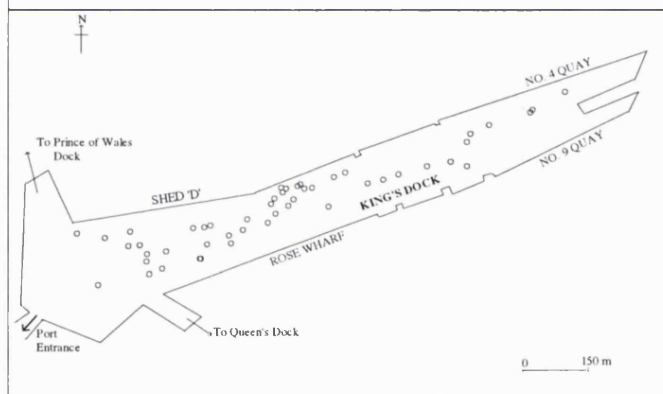 N
NO. 4 QUAY
To Prince of Wales
Dock
SHED 'D'
NO. 9 QUAY
KING'S DOCK
ROSE WHARF
Port
Entrance
To Queen's Dock
0 150 m